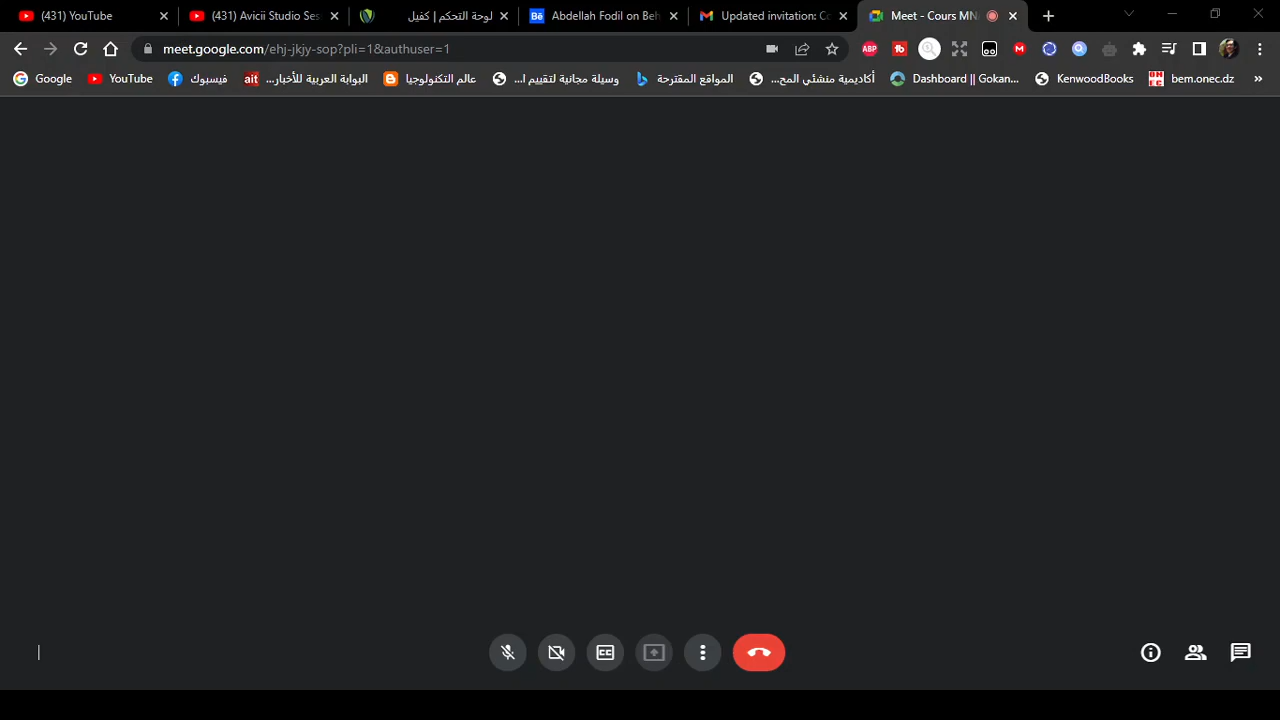 (431) YouTube
(431) Avicii Studio Ses
لوحة التحكم | كفيل
Abdellah Fodil on Beh
Updated invitation: Co
Meet - Cours MN
meet.google.com/ehj-jkjy-sop?pli=1&authuser=1
Google
YouTube
فيسبوك
البوابة العربية للأخبار...
عالم التكنولوجيا
وسيلة مجانية لتقييم ا...
المواقع المقترحة
أكاديمية منشئي المح...
Dashboard || Gokan...
KenwoodBooks
bem.onec.dz
CC